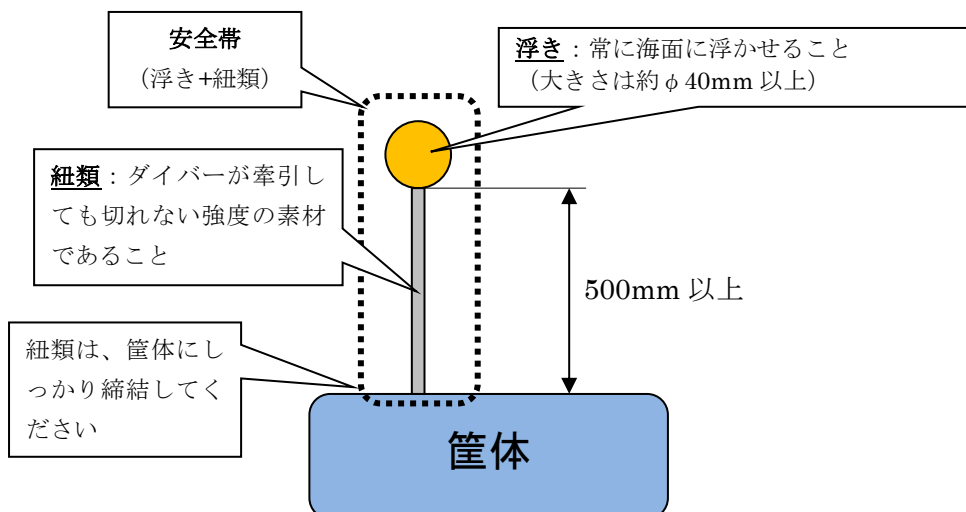 安全帯
（浮き+紐類）
浮き：常に海面に浮かせること
（大きさは約φ40mm 以上）
紐類：ダイバーが牽引し
ても切れない強度の素材
であること
500mm 以上
紐類は、筐体にし
っかり締結してく
ださい
筐体